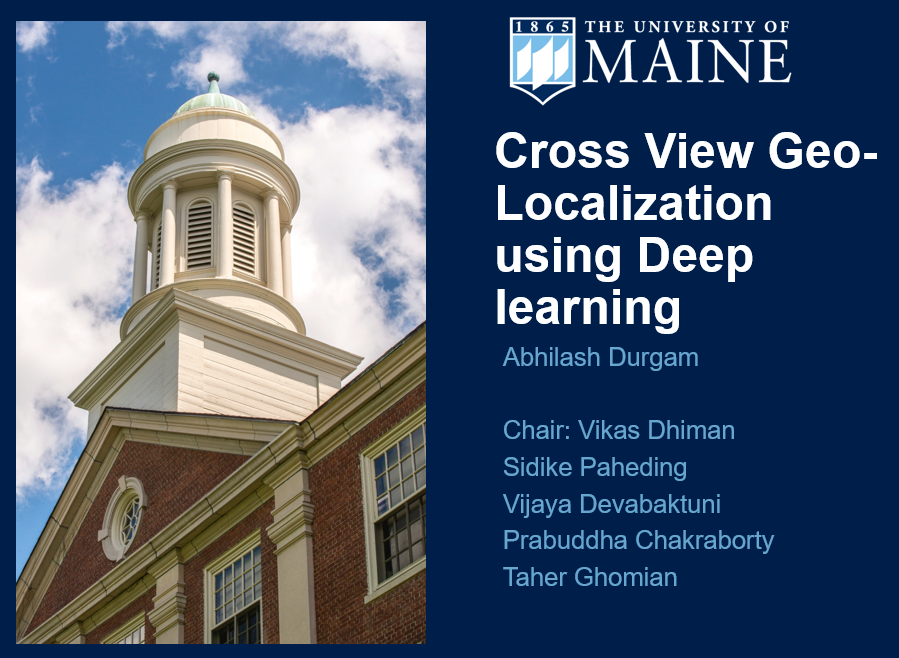 1865
THE UNIVERSITY OF
MAINE
Cross View Geo-
Localization
using Deep
learning
Abhilash Durgam
Chair: Vikas Dhiman
Sidike Paheding
Vijaya Devabaktuni
Prabuddha Chakraborty
Taher Ghomian